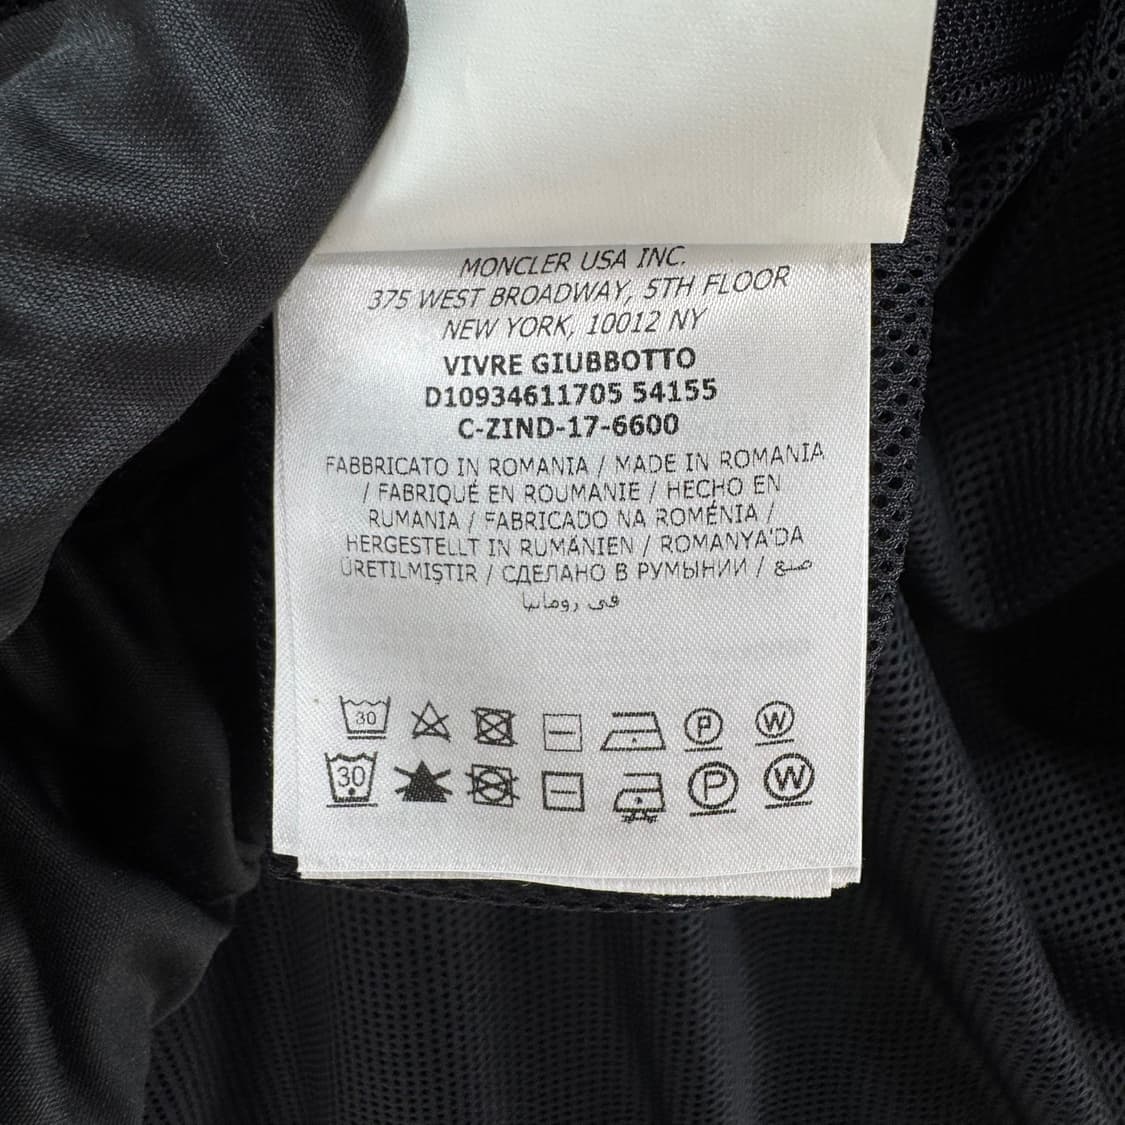 MONCLER USA INC.
375 WEST BROADWAY, 5TH FLOOR
NEW YORK, 10012 NY
VIVRE GIUBBOTTO
D10934611705 54155
C-ZIND-17-6600
FABBRICATO IN ROMANIA / MADE IN ROMANIA
/ FABRIQUÉ EN ROUMANIE / HECHO EN
RUMANIA / FABRICADO NA ROMÉNIA /
HERGESTELLT IN RUMÄNIEN / ROMANYA'DA
ÜRETILMIŞTIR / СДЕЛАНО В РУМЫНИИ / صنع
في رومانيا
30 P W
30 P W